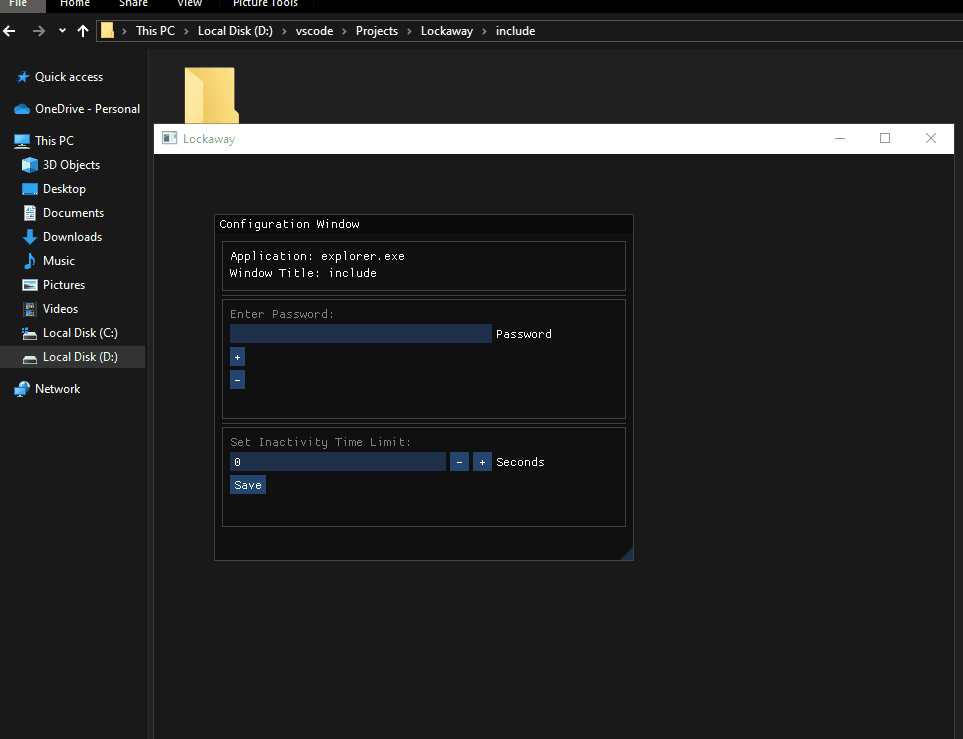 File Home Share View Picture Tools
This PC > Local Disk (D:) > vscode > Projects > Lockaway > include
Quick access
OneDrive - Personal
This PC
3D Objects
Desktop
Documents
Downloads
Music
Pictures
Videos
Local Disk (C:)
Local Disk (D:)
Network
Lockaway
Configuration Window
Application: explorer.exe
Window Title: include
Enter Password:
Password
+
-
Set Inactivity Time Limit:
0 - + Seconds
Save